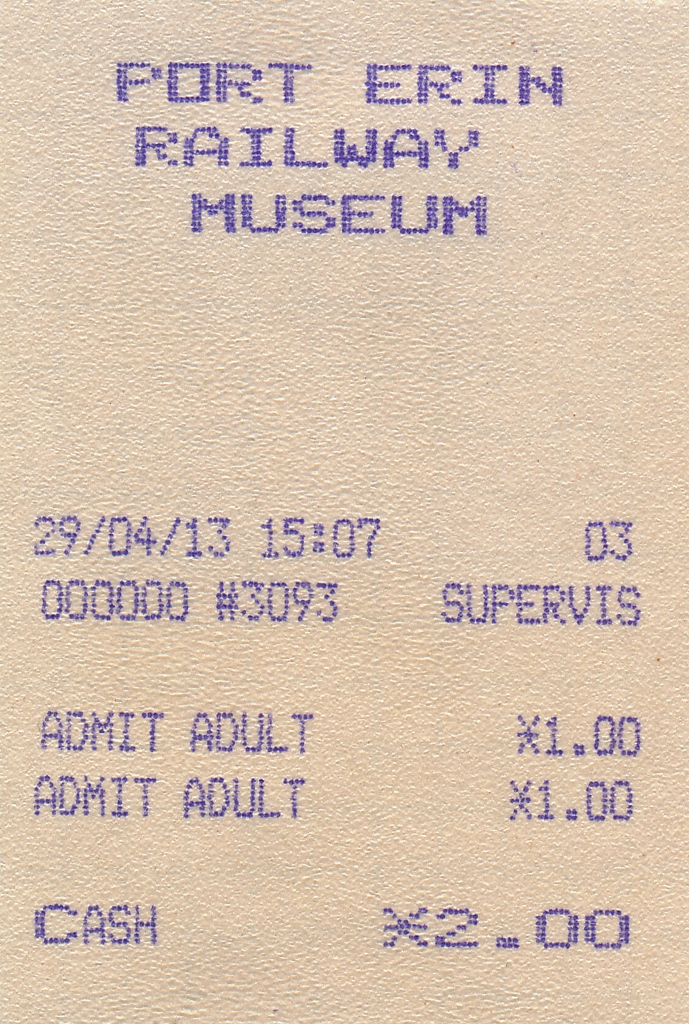 PORT ERIN
RAILWAY
MUSEUM
29/04/13 15:07 03
000000 #3093 SUPERVIS
ADMIT ADULT *1.00
ADMIT ADULT *1.00
CASH *2.00